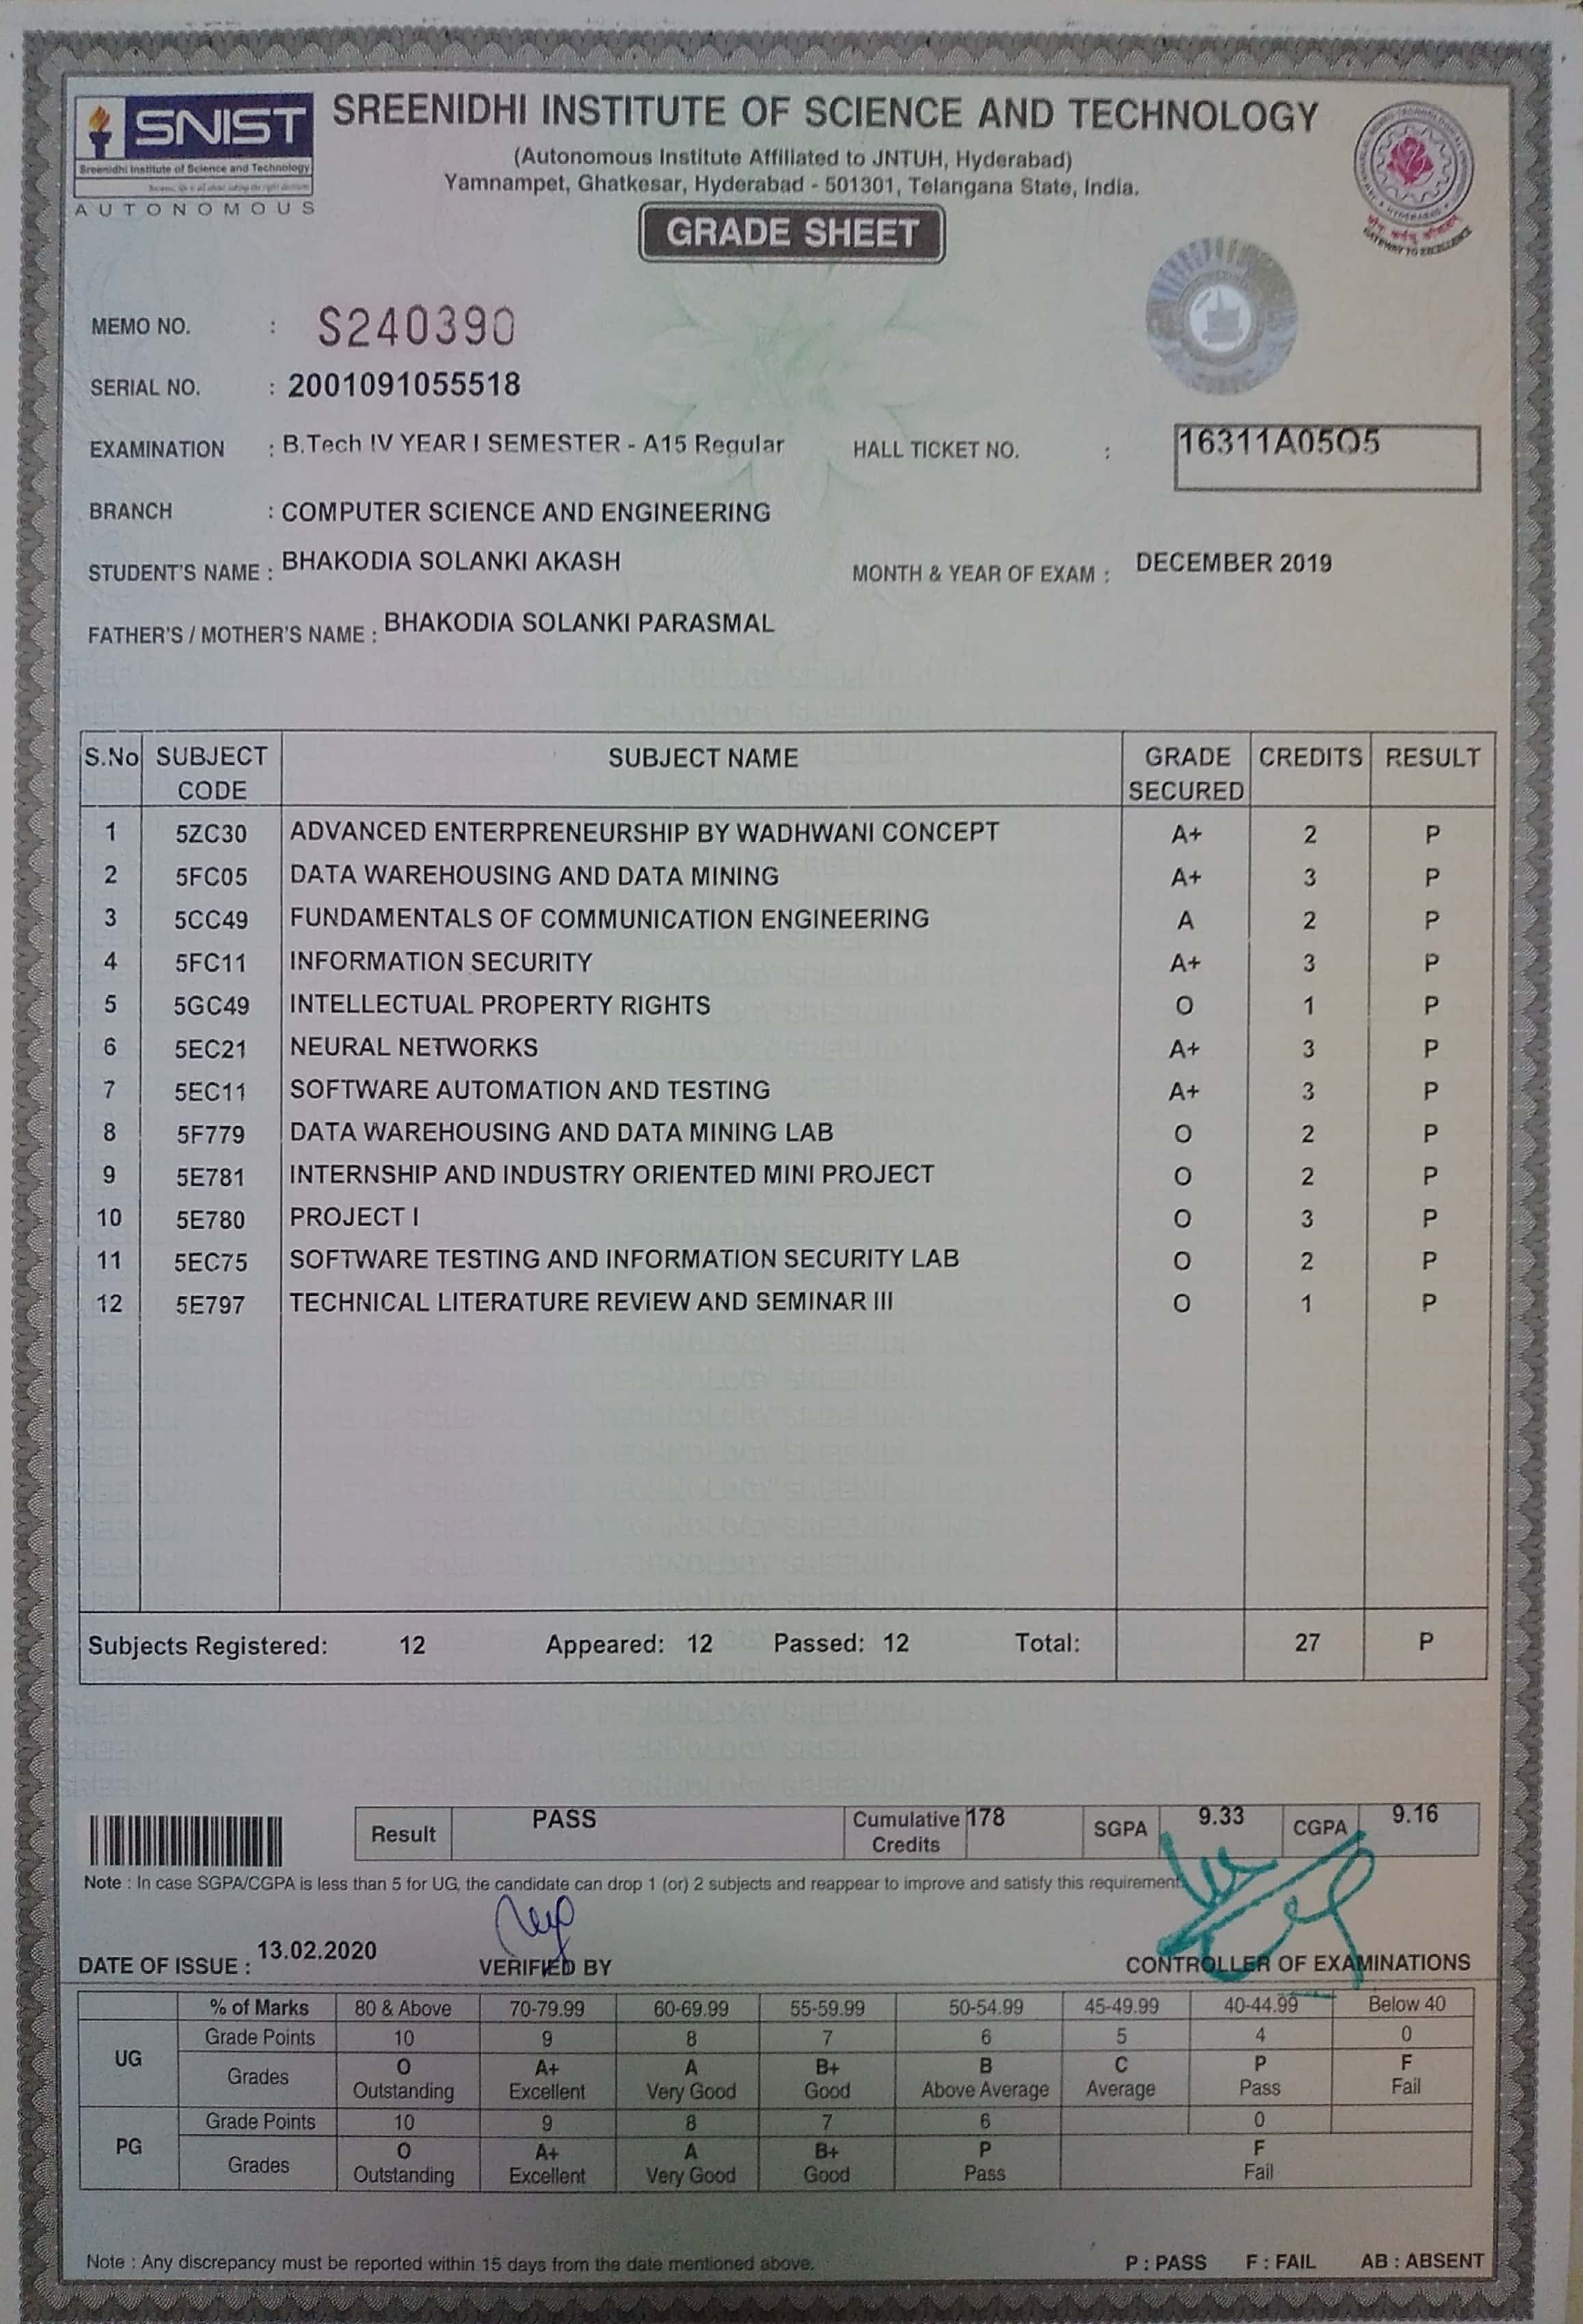 SNIST
Sreenidhi Institute of Science and Technology
AUTONOMOUS
SREENIDHI INSTITUTE OF SCIENCE AND TECHNOLOGY
(Autonomous Institute Affiliated to JNTUH, Hyderabad)
Yamnampet, Ghatkesar, Hyderabad - 501301, Telangana State, India.
GRADE SHEET
GATEWAY TO EXCELLENCE
MEMO NO. : S240390
SERIAL NO. : 2001091055518
EXAMINATION : B.Tech IV YEAR I SEMESTER - A15 Regular HALL TICKET NO. : 16311A05Q5
BRANCH : COMPUTER SCIENCE AND ENGINEERING
STUDENT'S NAME : BHAKODIA SOLANKI AKASH MONTH & YEAR OF EXAM : DECEMBER 2019
FATHER'S / MOTHER'S NAME : BHAKODIA SOLANKI PARASMAL
S.No SUBJECT CODE SUBJECT NAME GRADE SECURED CREDITS RESULT
1 5ZC30 ADVANCED ENTERPRENEURSHIP BY WADHWANI CONCEPT A+ 2 P
2 5FC05 DATA WAREHOUSING AND DATA MINING A+ 3 P
3 5CC49 FUNDAMENTALS OF COMMUNICATION ENGINEERING A 2 P
4 5FC11 INFORMATION SECURITY A+ 3 P
5 5GC49 INTELLECTUAL PROPERTY RIGHTS O 1 P
6 5EC21 NEURAL NETWORKS A+ 3 P
7 5EC11 SOFTWARE AUTOMATION AND TESTING A+ 3 P
8 5F779 DATA WAREHOUSING AND DATA MINING LAB O 2 P
9 5E781 INTERNSHIP AND INDUSTRY ORIENTED MINI PROJECT O 2 P
10 5E780 PROJECT I O 3 P
11 5EC75 SOFTWARE TESTING AND INFORMATION SECURITY LAB O 2 P
12 5E797 TECHNICAL LITERATURE REVIEW AND SEMINAR III O 1 P
Subjects Registered: 12 Appeared: 12 Passed: 12 Total: 27 P
Result PASS Cumulative Credits 178 SGPA 9.33 CGPA 9.16
Note : In case SGPA/CGPA is less than 5 for UG, the candidate can drop 1 (or) 2 subjects and reappear to improve and satisfy this requirement.
DATE OF ISSUE : 13.02.2020 VERIFIED BY CONTROLLER OF EXAMINATIONS
% of Marks 80 & Above 70-79.99 60-69.99 55-59.99 50-54.99 45-49.99 40-44.99 Below 40
UG
Grade Points 10 9 8 7 6 5 4 0
Grades O A+ A B+ B C P F
Outstanding Excellent Very Good Good Above Average Average Pass Fail
PG
Grade Points 10 9 8 7 6 0
Grades O A+ A B+ P F
Outstanding Excellent Very Good Good Pass Fail
Note : Any discrepancy must be reported within 15 days from the date mentioned above. P : PASS F : FAIL AB : ABSENT